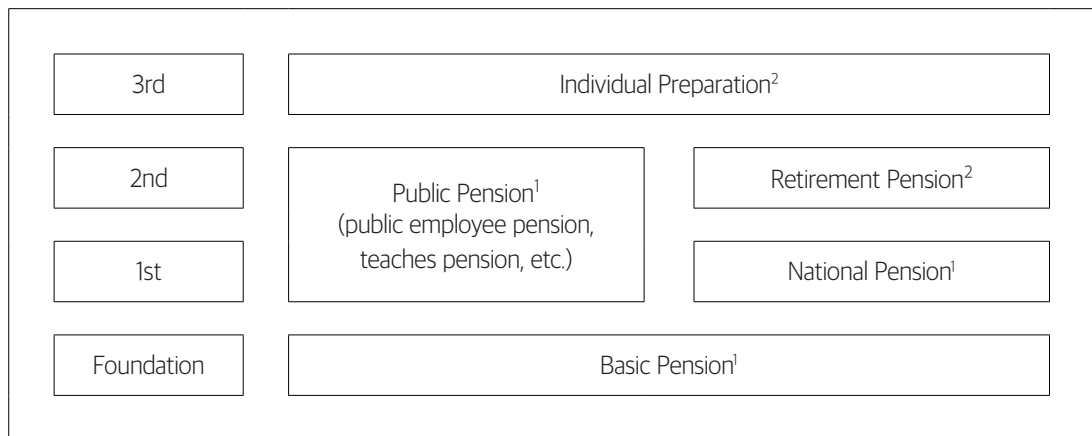 3rd
Individual Preparation²
2nd
Public Pension¹
(public employee pension,
teaches pension, etc.)
Retirement Pension²
1st
National Pension¹
Foundation
Basic Pension¹